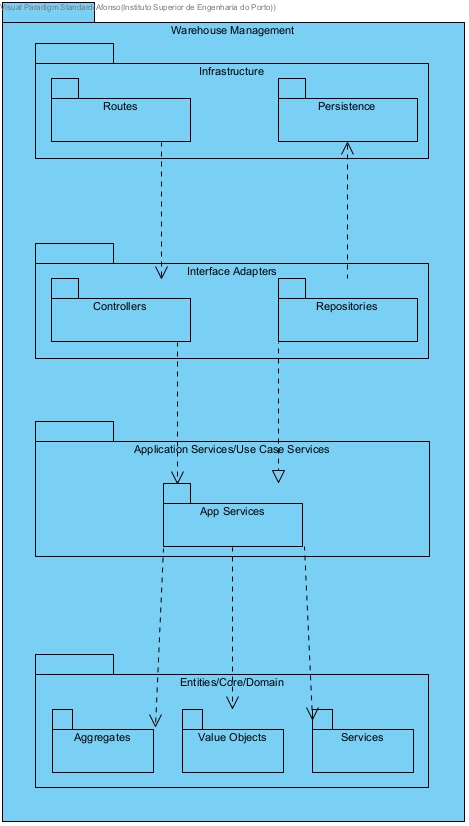 Visual Paradigm Standard(Afonso(Instituto Superior de Engenharia do Porto))
Warehouse Management
Infrastructure
Routes
Persistence
Interface Adapters
Controllers
Repositories
Application Services/Use Case Services
App Services
Entities/Core/Domain
Aggregates
Value Objects
Services